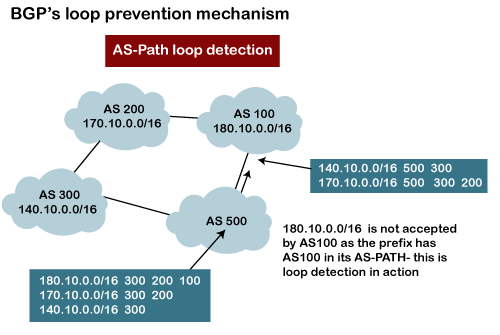 BGP's loop prevention mechanism
AS-Path loop detection
AS 200
170.10.0.0/16
AS 100
180.10.0.0/16
140.10.0.0/16 500 300
170.10.0.0/16 500 300 200
AS 300
140.10.0.0/16
AS 500
180.10.0.0/16 is not accepted
by AS100 as the prefix has
AS100 in its AS-PATH- this is
loop detection in action
180.10.0.0/16 300 200 100
170.10.0.0/16 300 200
140.10.0.0/16 300